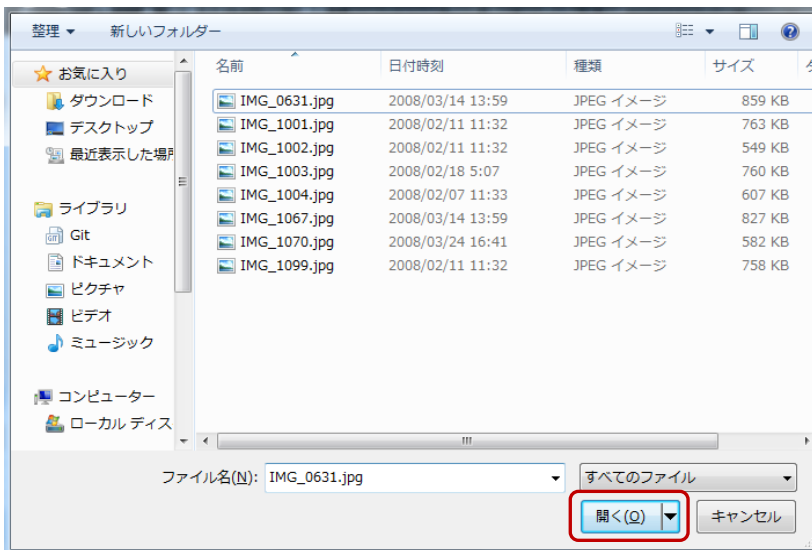 整理 新しいフォルダー
名前 日付時刻 種類 サイズ
お気に入り
ダウンロード
デスクトップ
最近表示した場所
ライブラリ
Git
ドキュメント
ピクチャ
ビデオ
ミュージック
コンピューター
ローカル ディス
IMG_0631.jpg 2008/03/14 13:59 JPEG イメージ 859 KB
IMG_1001.jpg 2008/02/11 11:32 JPEG イメージ 763 KB
IMG_1002.jpg 2008/02/11 11:32 JPEG イメージ 549 KB
IMG_1003.jpg 2008/02/18 5:07 JPEG イメージ 760 KB
IMG_1004.jpg 2008/02/07 11:33 JPEG イメージ 607 KB
IMG_1067.jpg 2008/03/14 13:59 JPEG イメージ 827 KB
IMG_1070.jpg 2008/03/24 16:41 JPEG イメージ 582 KB
IMG_1099.jpg 2008/02/11 11:32 JPEG イメージ 758 KB
ファイル名(N): IMG_0631.jpg すべてのファイル
開く(O) キャンセル